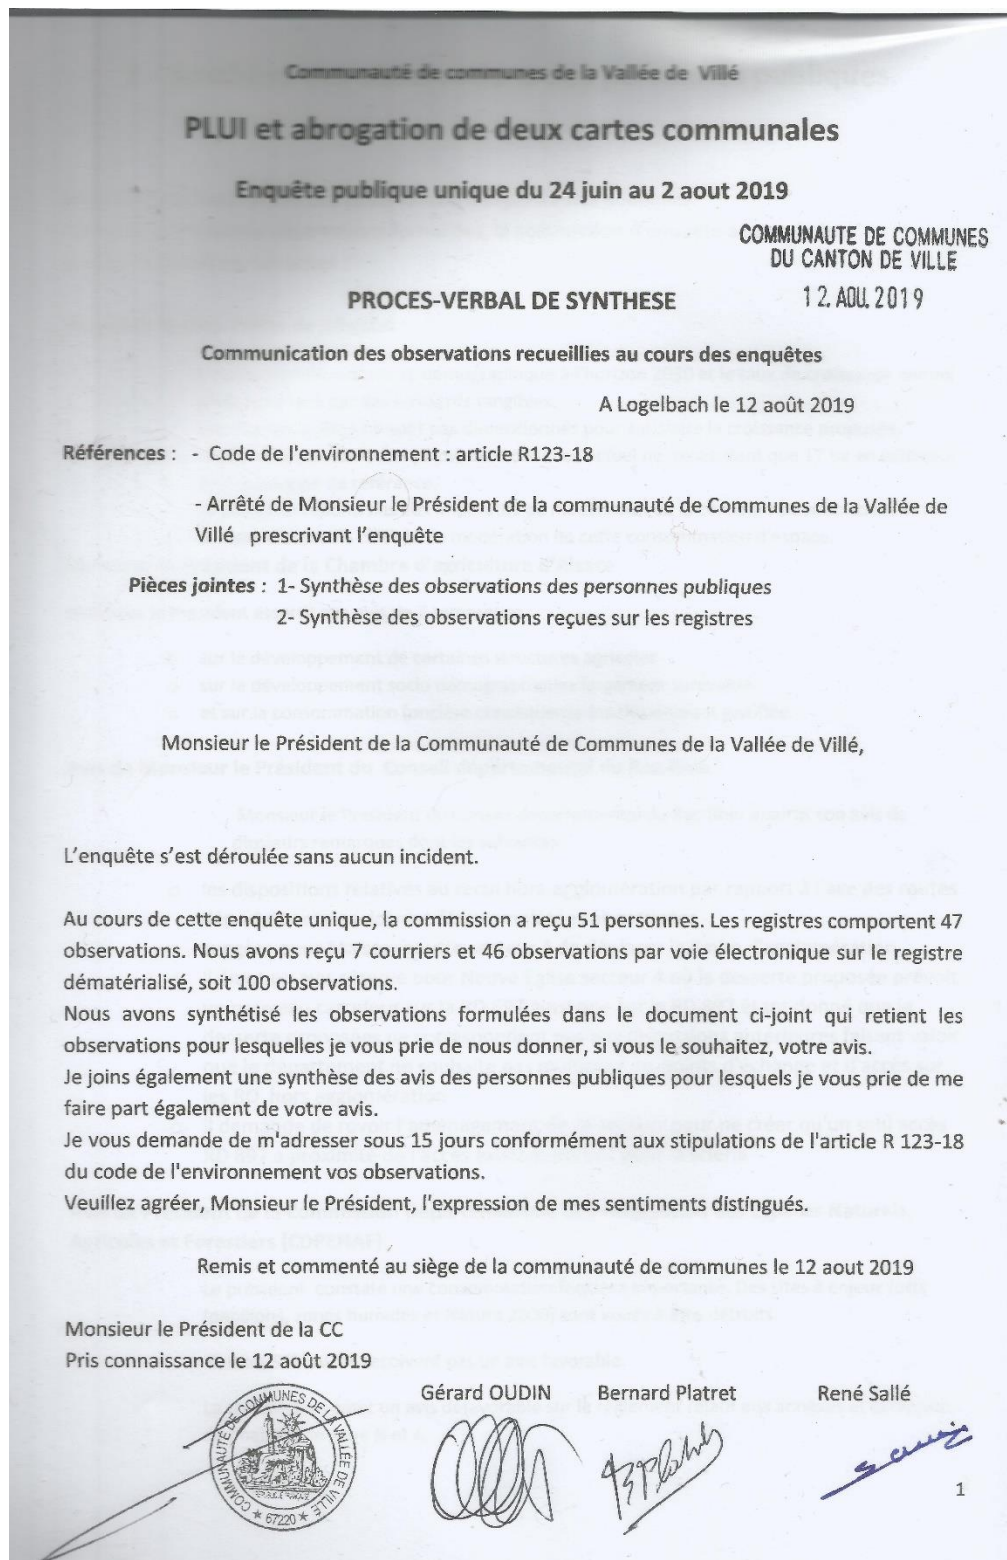 Communauté de communes de la Vallée de Villé
PLUI et abrogation de deux cartes communales
Enquête publique unique du 24 juin au 2 aout 2019
COMMUNAUTE DE COMMUNES
DU CANTON DE VILLE
12. AOU. 2019
PROCES-VERBAL DE SYNTHESE
Communication des observations recueillies au cours des enquêtes
A Logelbach le 12 août 2019
Références : - Code de l'environnement : article R123-18
- Arrêté de Monsieur le Président de la communauté de Communes de la Vallée de
Villé prescrivant l'enquête
Pièces jointes : 1- Synthèse des observations des personnes publiques
2- Synthèse des observations reçues sur les registres
Monsieur le Président de la Communauté de Communes de la Vallée de Villé,
L'enquête s'est déroulée sans aucun incident.
Au cours de cette enquête unique, la commission a reçu 51 personnes. Les registres comportent 47
observations. Nous avons reçu 7 courriers et 46 observations par voie électronique sur le registre
dématérialisé, soit 100 observations.
Nous avons synthétisé les observations formulées dans le document ci-joint qui retient les
observations pour lesquelles je vous prie de nous donner, si vous le souhaitez, votre avis.
Je joins également une synthèse des avis des personnes publiques pour lesquels je vous prie de me
faire part également de votre avis.
Je vous demande de m'adresser sous 15 jours conformément aux stipulations de l'article R 123-18
du code de l'environnement vos observations.
Veuillez agréer, Monsieur le Président, l'expression de mes sentiments distingués.
Remis et commenté au siège de la communauté de communes le 12 aout 2019
Monsieur le Président de la CC
Pris connaissance le 12 août 2019
Gérard OUDIN Bernard Platret René Sallé
COMMUNAUTÉ DE COMMUNES DE LA VALLÉE DE VILLÉ
★ 67220 ★
1